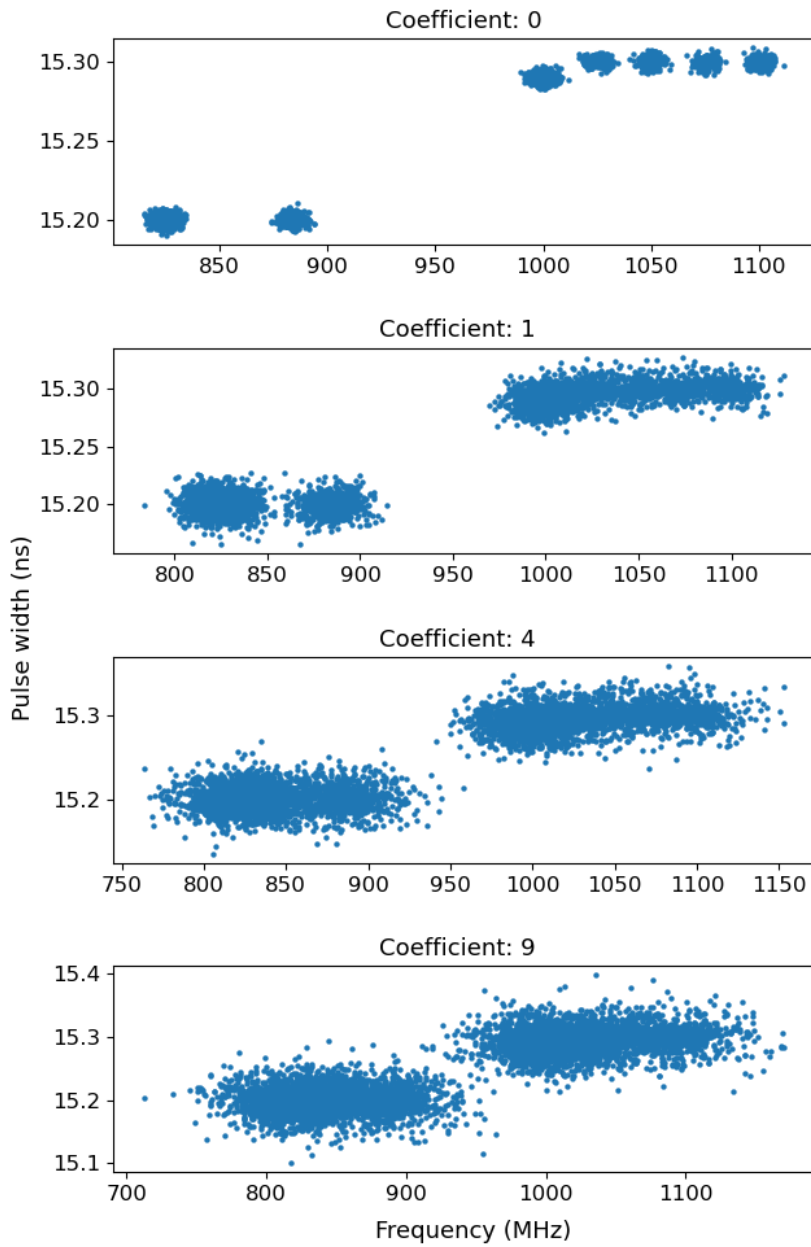 Coefficient: 0
15.30
15.25
15.20
850 900 950 1000 1050 1100
Coefficient: 1
15.30
15.25
15.20
800 850 900 950 1000 1050 1100
Coefficient: 4
15.3
15.2
750 800 850 900 950 1000 1050 1100 1150
Coefficient: 9
15.4
15.3
15.2
15.1
700 800 900 1000 1100
Pulse width (ns)
Frequency (MHz)